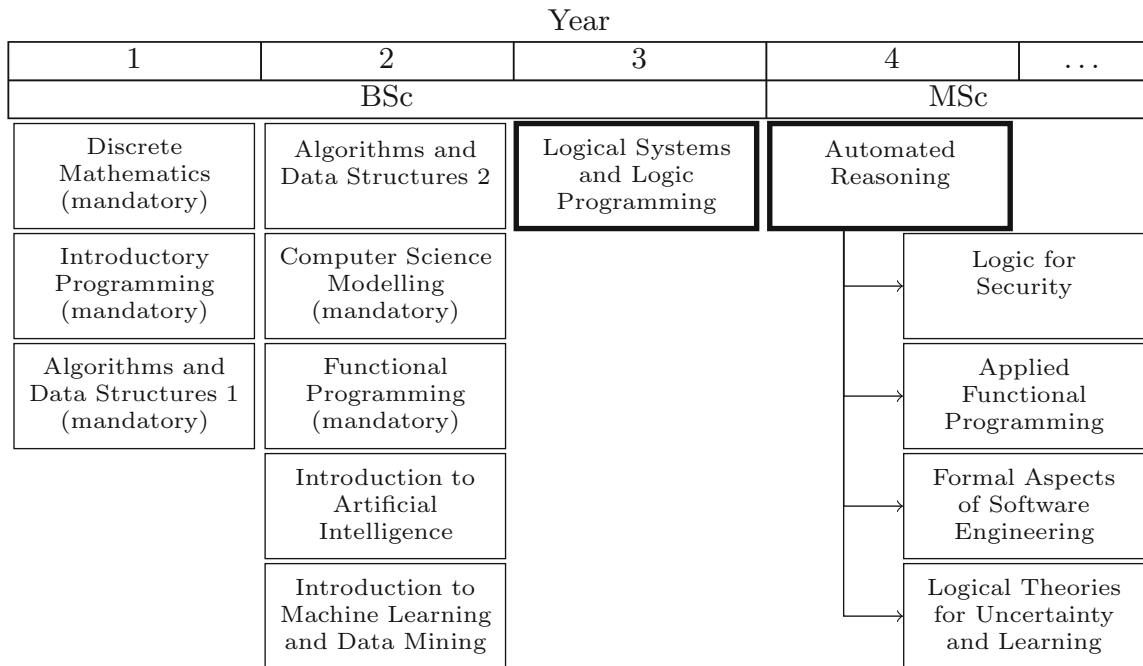 Year
1
2
3
4
...
BSc
MSc
Discrete
Mathematics
(mandatory)
Algorithms and
Data Structures 2
Logical Systems
and Logic
Programming
Automated
Reasoning
Introductory
Programming
(mandatory)
Computer Science
Modelling
(mandatory)
Logic for
Security
Algorithms and
Data Structures 1
(mandatory)
Functional
Programming
(mandatory)
Applied
Functional
Programming
Introduction to
Artificial
Intelligence
Formal Aspects
of Software
Engineering
Introduction to
Machine Learning
and Data Mining
Logical Theories
for Uncertainty
and Learning